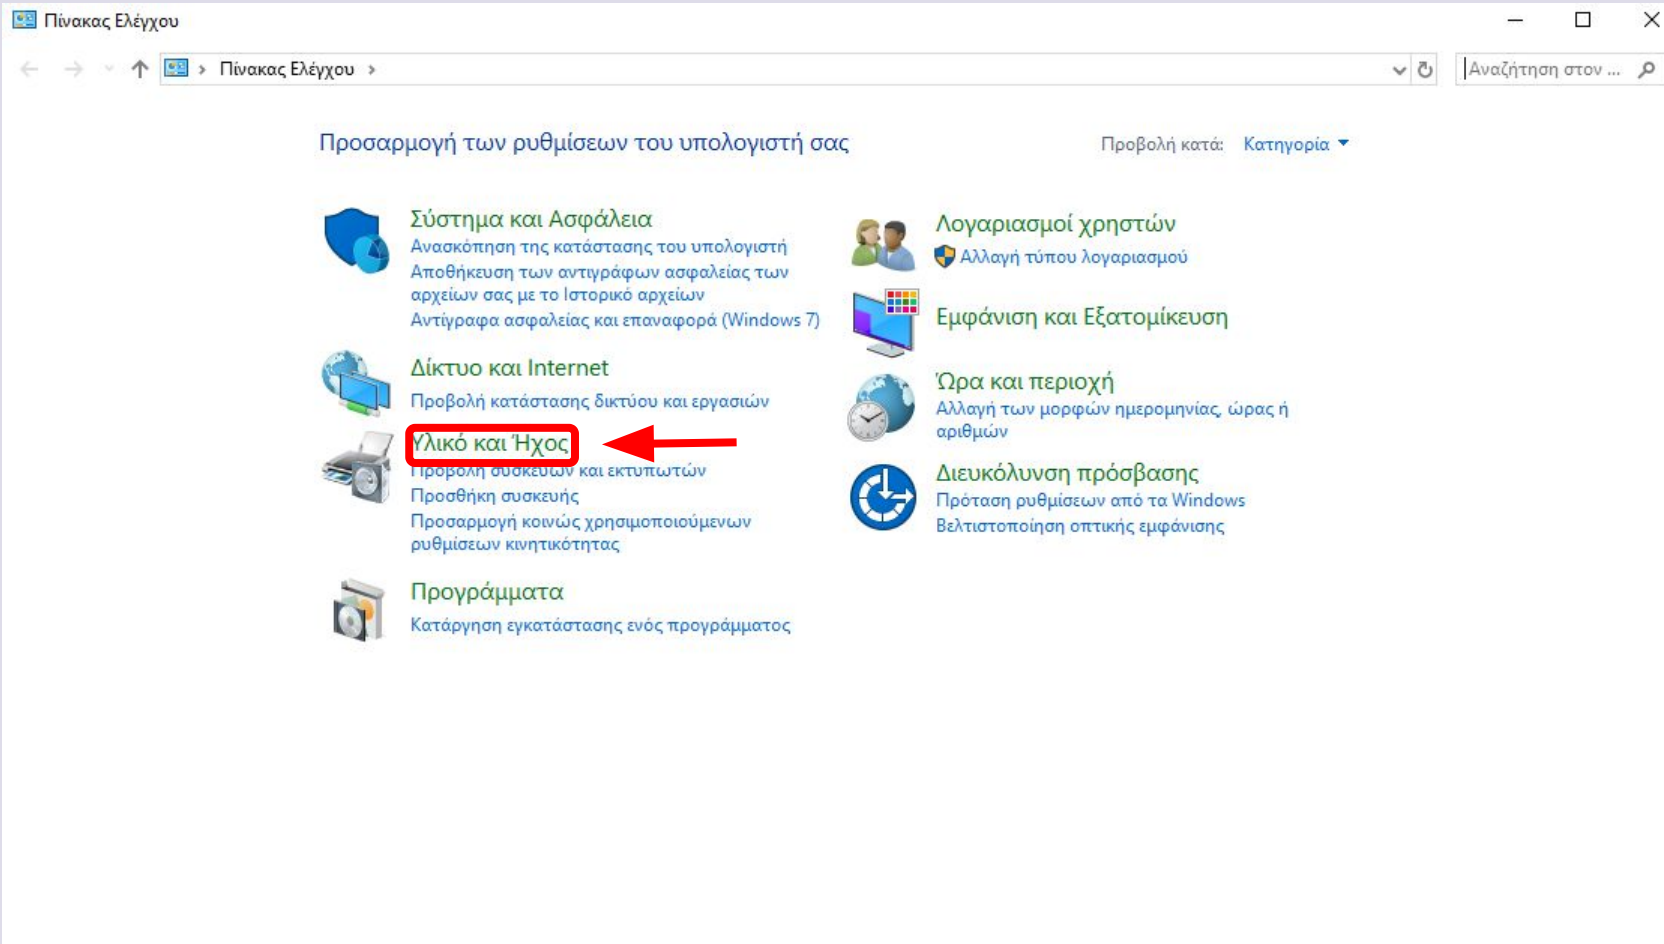 Πίνακας Ελέγχου
Πίνακας Ελέγχου
Αναζήτηση στον ...
Προσαρμογή των ρυθμίσεων του υπολογιστή σας
Προβολή κατά: Κατηγορία
Σύστημα και Ασφάλεια
Ανασκόπηση της κατάστασης του υπολογιστή
Αποθήκευση των αντιγράφων ασφαλείας των
αρχείων σας με το Ιστορικό αρχείων
Αντίγραφα ασφαλείας και επαναφορά (Windows 7)
Δίκτυο και Internet
Προβολή κατάστασης δικτύου και εργασιών
Υλικό και Ήχος
Προβολή συσκευών και εκτυπωτών
Προσθήκη συσκευής
Προσαρμογή κοινώς χρησιμοποιούμενων
ρυθμίσεων κινητικότητας
Προγράμματα
Κατάργηση εγκατάστασης ενός προγράμματος
Λογαριασμοί χρηστών
Αλλαγή τύπου λογαριασμού
Εμφάνιση και Εξατομίκευση
Ώρα και περιοχή
Αλλαγή των μορφών ημερομηνίας, ώρας ή
αριθμών
Διευκόλυνση πρόσβασης
Πρόταση ρυθμίσεων από τα Windows
Βελτιστοποίηση οπτικής εμφάνισης